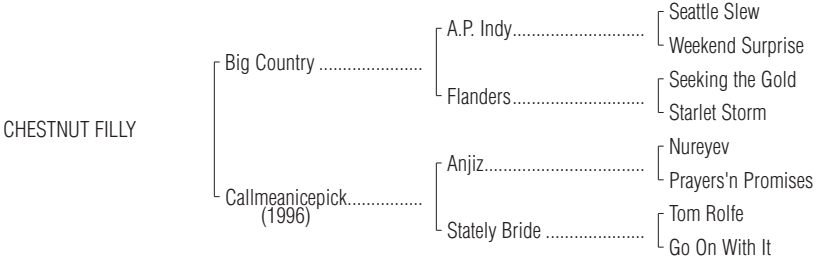 Seattle Slew
A.P. Indy............................
Weekend Surprise
Big Country ......................
Seeking the Gold
Flanders............................
Starlet Storm
CHESTNUT FILLY
Nureyev
Anjiz..................................
Prayers'n Promises
Callmeanicepick................
(1996)
Tom Rolfe
Stately Bride .....................
Go On With It